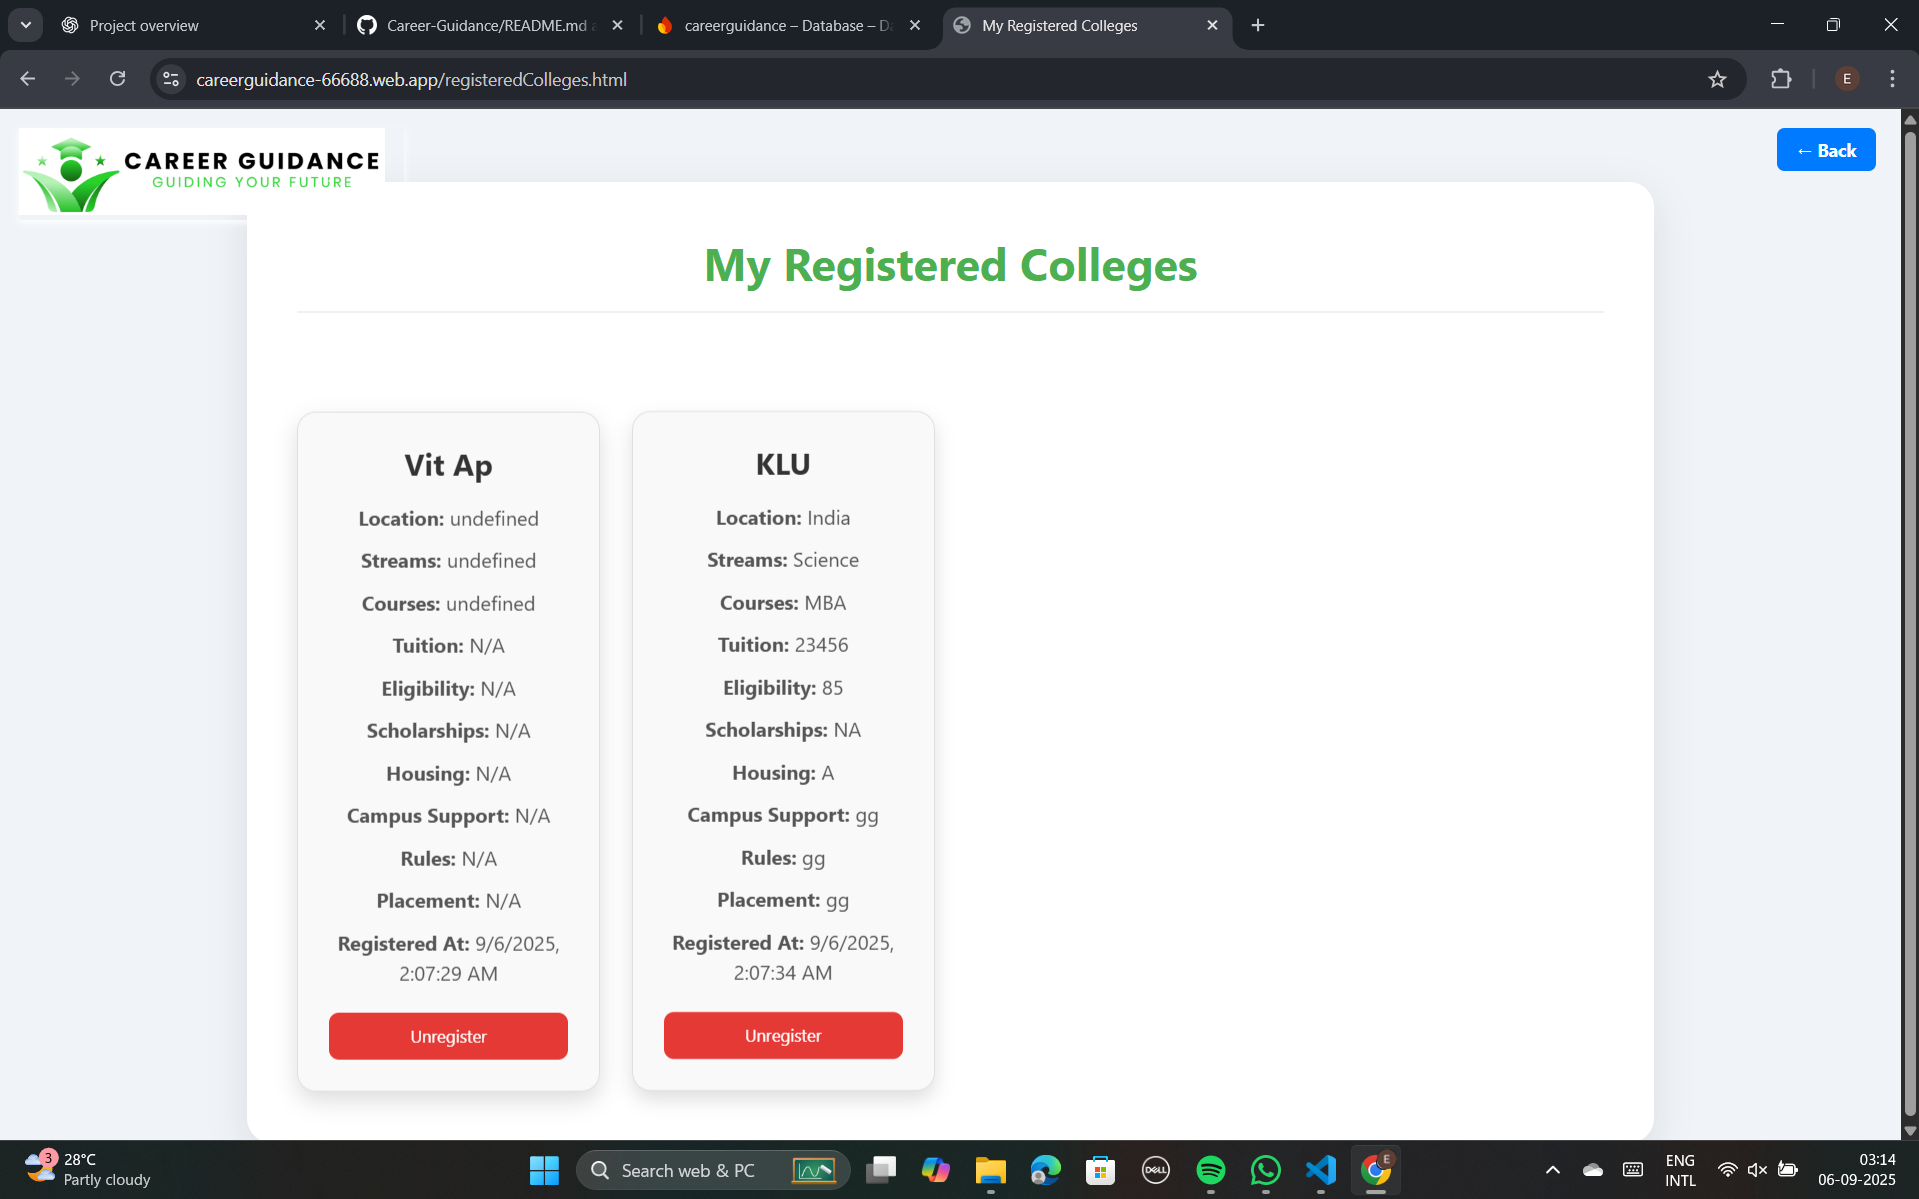 Project overview
Career-Guidance/README.md a
careerguidance – Database – Da
My Registered Colleges
careerguidance-66688.web.app/registeredColleges.html
E
CAREER GUIDANCE
GUIDING YOUR FUTURE
← Back
My Registered Colleges
Vit Ap
Location: undefined
Streams: undefined
Courses: undefined
Tuition: N/A
Eligibility: N/A
Scholarships: N/A
Housing: N/A
Campus Support: N/A
Rules: N/A
Placement: N/A
Registered At: 9/6/2025,
2:07:29 AM
Unregister
KLU
Location: India
Streams: Science
Courses: MBA
Tuition: 23456
Eligibility: 85
Scholarships: NA
Housing: A
Campus Support: gg
Rules: gg
Placement: gg
Registered At: 9/6/2025,
2:07:34 AM
Unregister
3
28°C
Partly cloudy
Search web & PC
DELL
E
ENG
INTL
03:14
06-09-2025